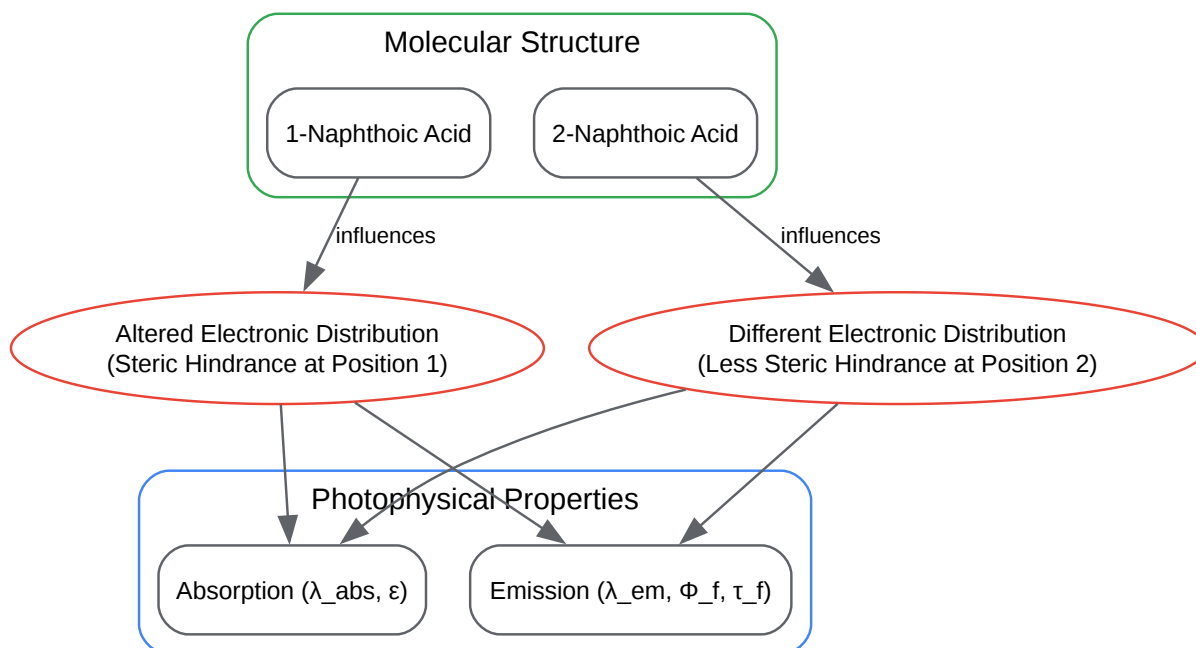 Molecular Structure
1-Naphthoic Acid
2-Naphthoic Acid
influences
influences
Altered Electronic Distribution
(Steric Hindrance at Position 1)
Different Electronic Distribution
(Less Steric Hindrance at Position 2)
Photophysical Properties
Absorption (λ_abs, ε)
Emission (λ_em, Φ_f, τ_f)